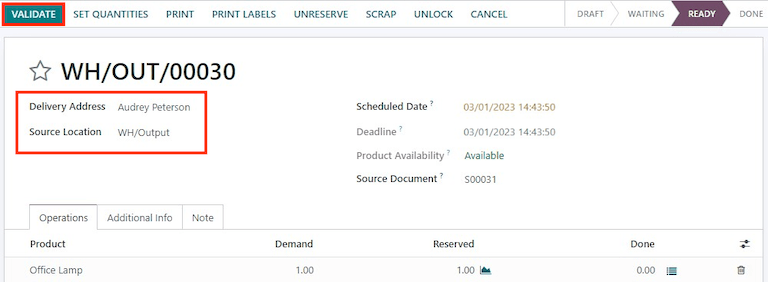 VALIDATE SET QUANTITIES PRINT PRINT LABELS UNRESERVE SCRAP UNLOCK CANCEL DRAFT WAITING READY DONE
WH/OUT/00030
Delivery Address Audrey Peterson
Source Location WH/Output
Scheduled Date ? 03/01/2023 14:43:50
Deadline ? 03/01/2023 14:43:50
Product Availability ? Available
Source Document ? S00031
Operations Additional Info Note
Product Demand Reserved Done
Office Lamp 1.00 1.00 0.00